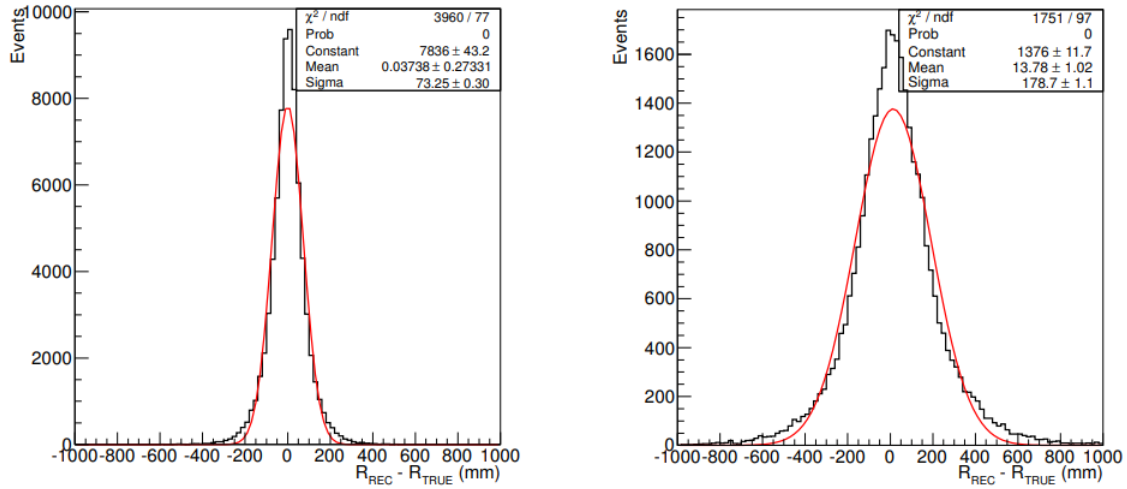 χ² / ndf 3960 / 77
Prob 0
Constant 7836 ± 43.2
Mean 0.03738 ± 0.27331
Sigma 73.25 ± 0.30
Events
10000
8000
6000
4000
2000
0
-1000 -800 -600 -400 -200 0 200 400 600 800 1000
R_REC - R_TRUE (mm)
χ² / ndf 1751 / 97
Prob 0
Constant 1376 ± 11.7
Mean 13.78 ± 1.02
Sigma 178.7 ± 1.1
Events
1600
1400
1200
1000
800
600
400
200
0
-1000 -800 -600 -400 -200 0 200 400 600 800 1000
R_REC - R_TRUE (mm)